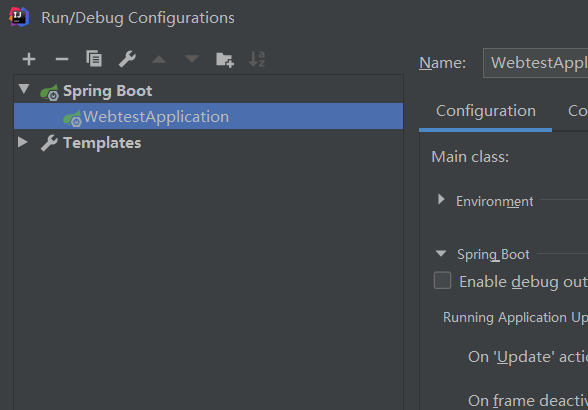 Run/Debug Configurations
Name:
WebtestAppl
Spring Boot
WebtestApplication
Templates
Configuration
Co
Main class:
Environment
Spring Boot
Enable debug out
Running Application Up
On 'Update' actio
On frame deactiv